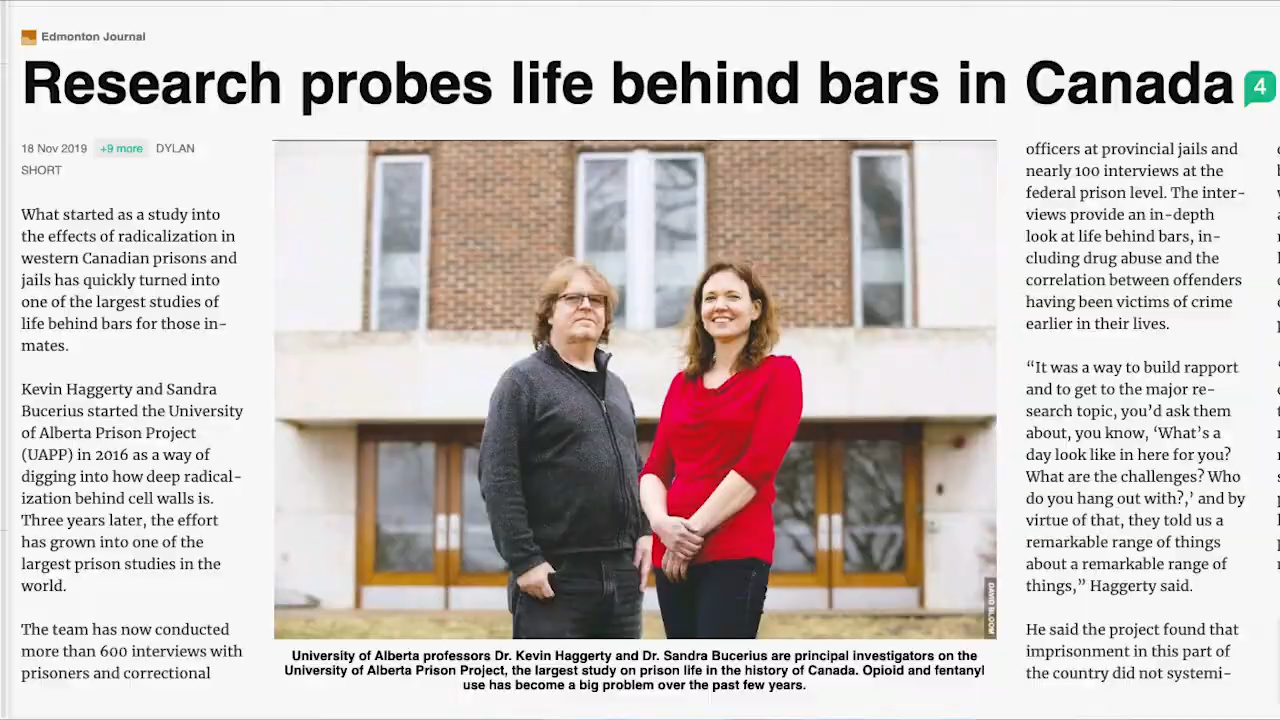 Edmonton Journal
Research probes life behind bars in Canada
4
18 Nov 2019 +9 more DYLAN
SHORT
What started as a study into
the effects of radicalization in
western Canadian prisons and
jails has quickly turned into
one of the largest studies of
life behind bars for those in-
mates.
Kevin Haggerty and Sandra
Bucerius started the University
of Alberta Prison Project
(UAPP) in 2016 as a way of
digging into how deep radical-
ization behind cell walls is.
Three years later, the effort
has grown into one of the
largest prison studies in the
world.
The team has now conducted
more than 600 interviews with
prisoners and correctional
DAVID BLOOM
University of Alberta professors Dr. Kevin Haggerty and Dr. Sandra Bucerius are principal investigators on the
University of Alberta Prison Project, the largest study on prison life in the history of Canada. Opioid and fentanyl
use has become a big problem over the past few years.
officers at provincial jails and
nearly 100 interviews at the
federal prison level. The inter-
views provide an in-depth
look at life behind bars, in-
cluding drug abuse and the
correlation between offenders
having been victims of crime
earlier in their lives.
“It was a way to build rapport
and to get to the major re-
search topic, you’d ask them
about, you know, ‘What’s a
day look like in here for you?
What are the challenges? Who
do you hang out with?,’ and by
virtue of that, they told us a
remarkable range of things
about a remarkable range of
things,” Haggerty said.
He said the project found that
imprisonment in this part of
the country did not systemi-